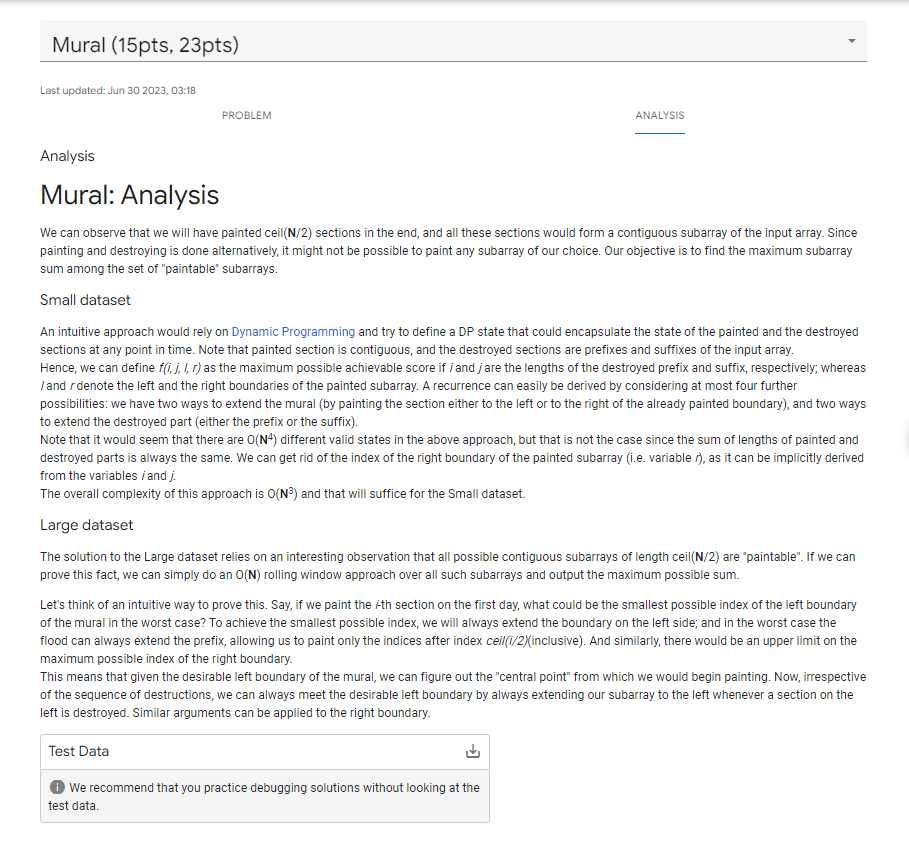 Mural (15pts, 23pts)
Last updated: Jun 30 2023, 03:18
PROBLEM
ANALYSIS
Analysis
Mural: Analysis
We can observe that we will have painted ceil(N/2) sections in the end, and all these sections would form a contiguous subarray of the input array. Since
painting and destroying is done alternatively, it might not be possible to paint any subarray of our choice. Our objective is to find the maximum subarray
sum among the set of "paintable" subarrays.
Small dataset
An intuitive approach would rely on Dynamic Programming and try to define a DP state that could encapsulate the state of the painted and the destroyed
sections at any point in time. Note that painted section is contiguous, and the destroyed sections are prefixes and suffixes of the input array.
Hence, we can define f(i, j, l, r) as the maximum possible achievable score if i and j are the lengths of the destroyed prefix and suffix, respectively; whereas
l and r denote the left and the right boundaries of the painted subarray. A recurrence can easily be derived by considering at most four further
possibilities: we have two ways to extend the mural (by painting the section either to the left or to the right of the already painted boundary), and two ways
to extend the destroyed part (either the prefix or the suffix).
Note that it would seem that there are O(N⁴) different valid states in the above approach, but that is not the case since the sum of lengths of painted and
destroyed parts is always the same. We can get rid of the index of the right boundary of the painted subarray (i.e. variable r), as it can be implicitly derived
from the variables i and j.
The overall complexity of this approach is O(N³) and that will suffice for the Small dataset.
Large dataset
The solution to the Large dataset relies on an interesting observation that all possible contiguous subarrays of length ceil(N/2) are "paintable". If we can
prove this fact, we can simply do an O(N) rolling window approach over all such subarrays and output the maximum possible sum.
Let's think of an intuitive way to prove this. Say, if we paint the i-th section on the first day, what could be the smallest possible index of the left boundary
of the mural in the worst case? To achieve the smallest possible index, we will always extend the boundary on the left side; and in the worst case the
flood can always extend the prefix, allowing us to paint only the indices after index ceil(i/2)(inclusive). And similarly, there would be an upper limit on the
maximum possible index of the right boundary.
This means that given the desirable left boundary of the mural, we can figure out the "central point" from which we would begin painting. Now, irrespective
of the sequence of destructions, we can always meet the desirable left boundary by always extending our subarray to the left whenever a section on the
left is destroyed. Similar arguments can be applied to the right boundary.
Test Data
We recommend that you practice debugging solutions without looking at the
test data.